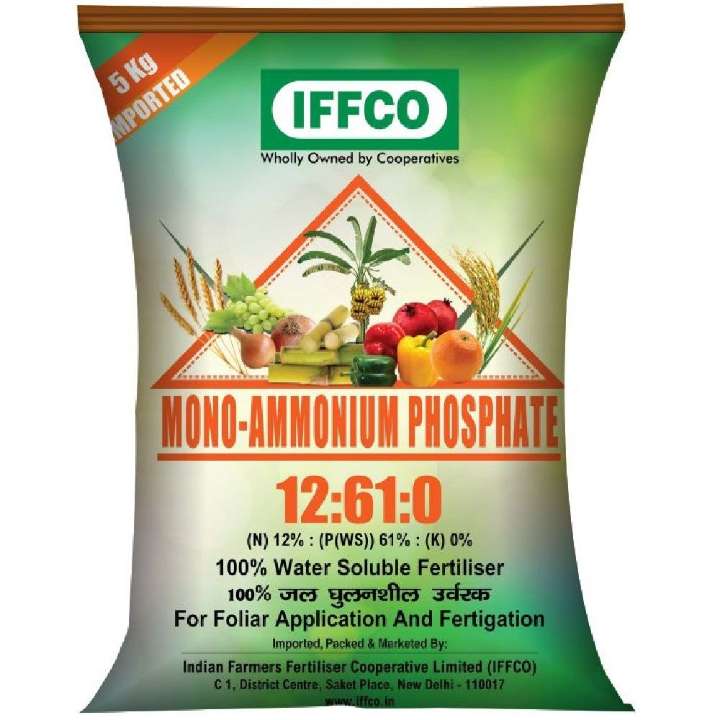 5 Kg
IMPORTED
IFFCO
Wholly Owned by Cooperatives
MONO-AMMONIUM PHOSPHATE
12:61:0
(N) 12% : (P(WS)) 61% : (K) 0%
100% Water Soluble Fertiliser
100% जल घुलनशील उर्वरक
For Foliar Application And Fertigation
Imported, Packed & Marketed By:
Indian Farmers Fertiliser Cooperative Limited (IFFCO)
C 1, District Centre, Saket Place, New Delhi - 110017
www.iffco.in